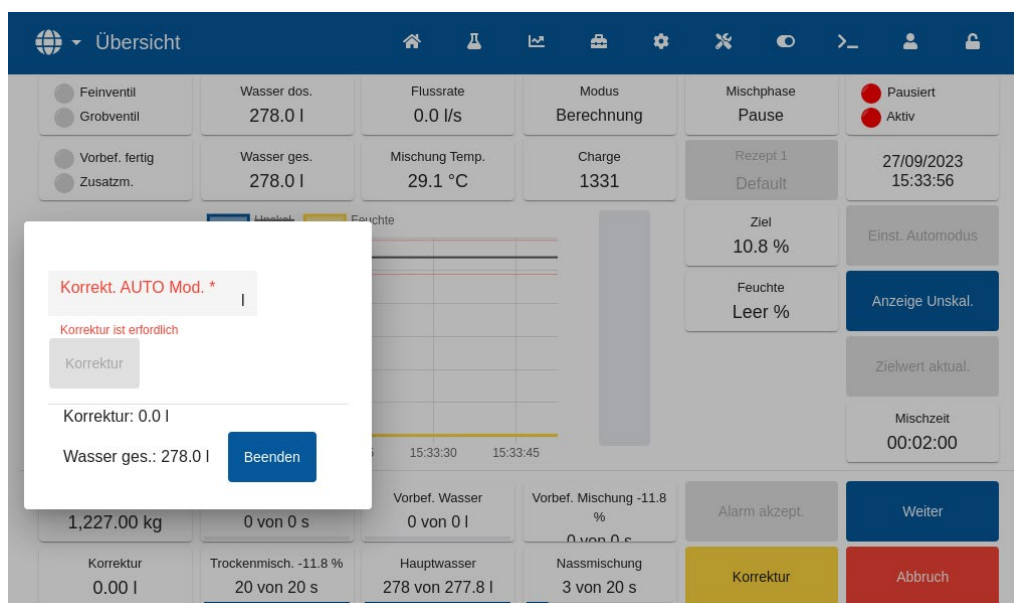 Übersicht
Feinventil
Grobventil
Wasser dos.
278.0 l
Flussrate
0.0 l/s
Modus
Berechnung
Mischphase
Pause
Pausiert
Aktiv
Vorbef. fertig
Zusatzm.
Wasser ges.
278.0 l
Mischung Temp.
29.1 °C
Charge
1331
Rezept 1
Default
27/09/2023
15:33:56
Unskal.
Feuchte
Ziel
10.8 %
Einst. Automodus
Feuchte
Leer %
Anzeige Unskal.
Zielwert aktual.
Mischzeit
00:02:00
15:33:30
15:33:45
Korrekt. AUTO Mod. *
l
Korrektur ist erfordlich
Korrektur
Korrektur: 0.0 l
Wasser ges.: 278.0 l
Beenden
1,227.00 kg
0 von 0 s
Vorbef. Wasser
0 von 0 l
Vorbef. Mischung -11.8
%
0 von 0 s
Alarm akzept.
Weiter
Korrektur
0.00 l
Trockenmisch. -11.8 %
20 von 20 s
Hauptwasser
278 von 277.8 l
Nassmischung
3 von 20 s
Korrektur
Abbruch